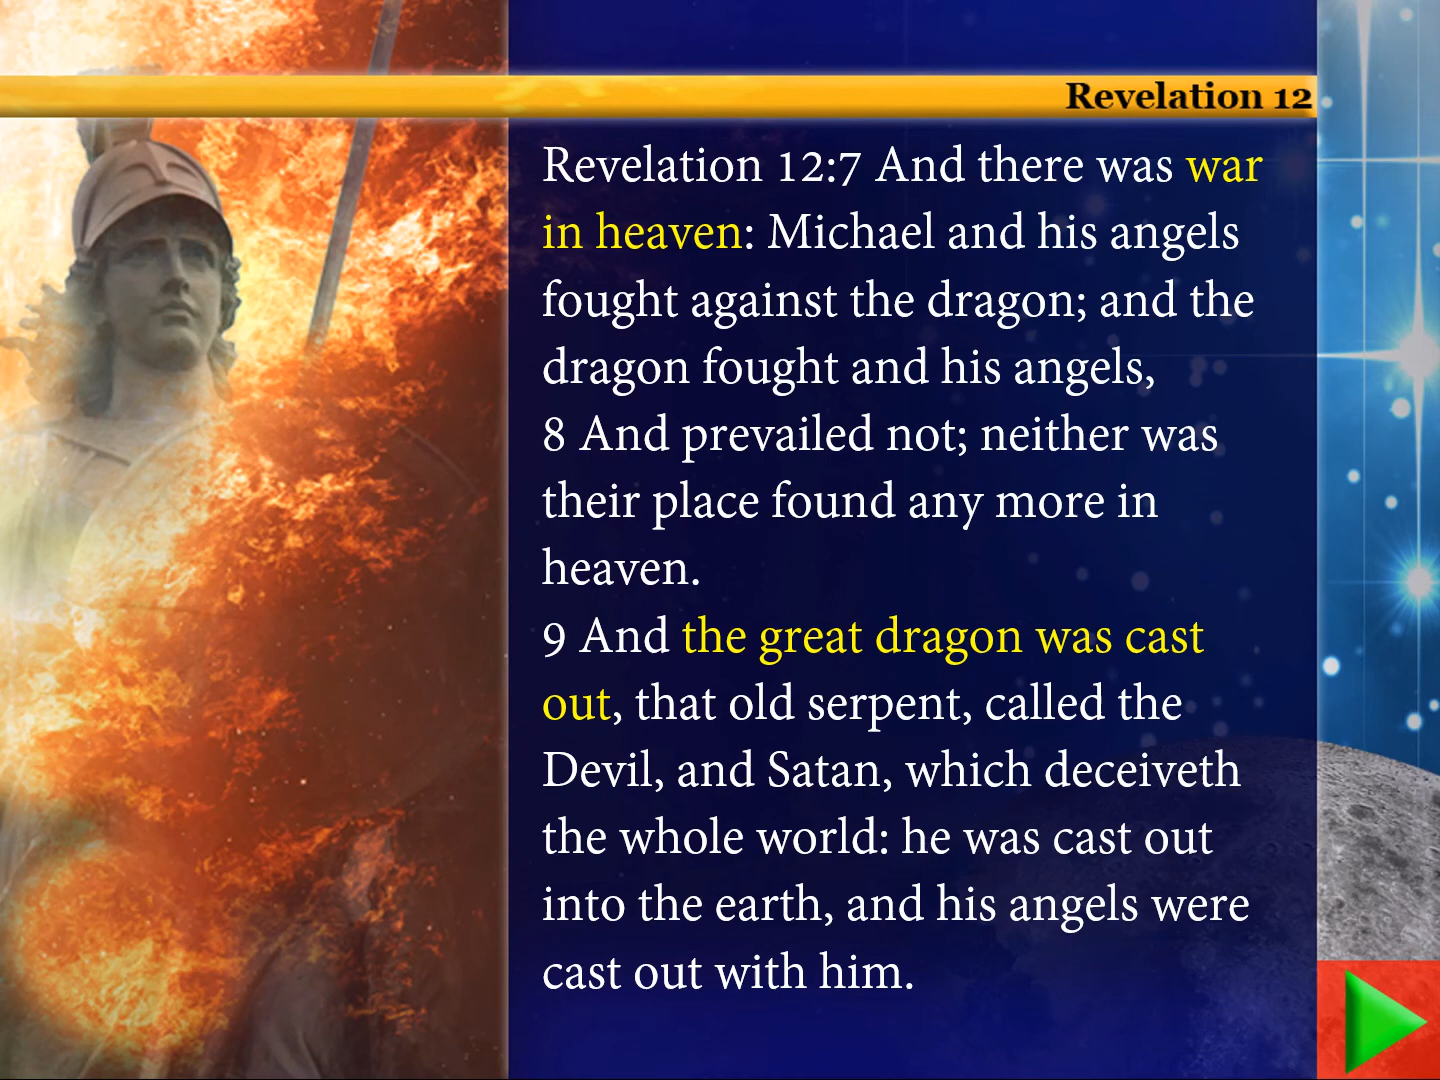 Revelation 12
Revelation 12:7 And there was war
in heaven: Michael and his angels
fought against the dragon; and the
dragon fought and his angels,
8 And prevailed not; neither was
their place found any more in
heaven.
9 And the great dragon was cast
out, that old serpent, called the
Devil, and Satan, which deceiveth
the whole world: he was cast out
into the earth, and his angels were
cast out with him.